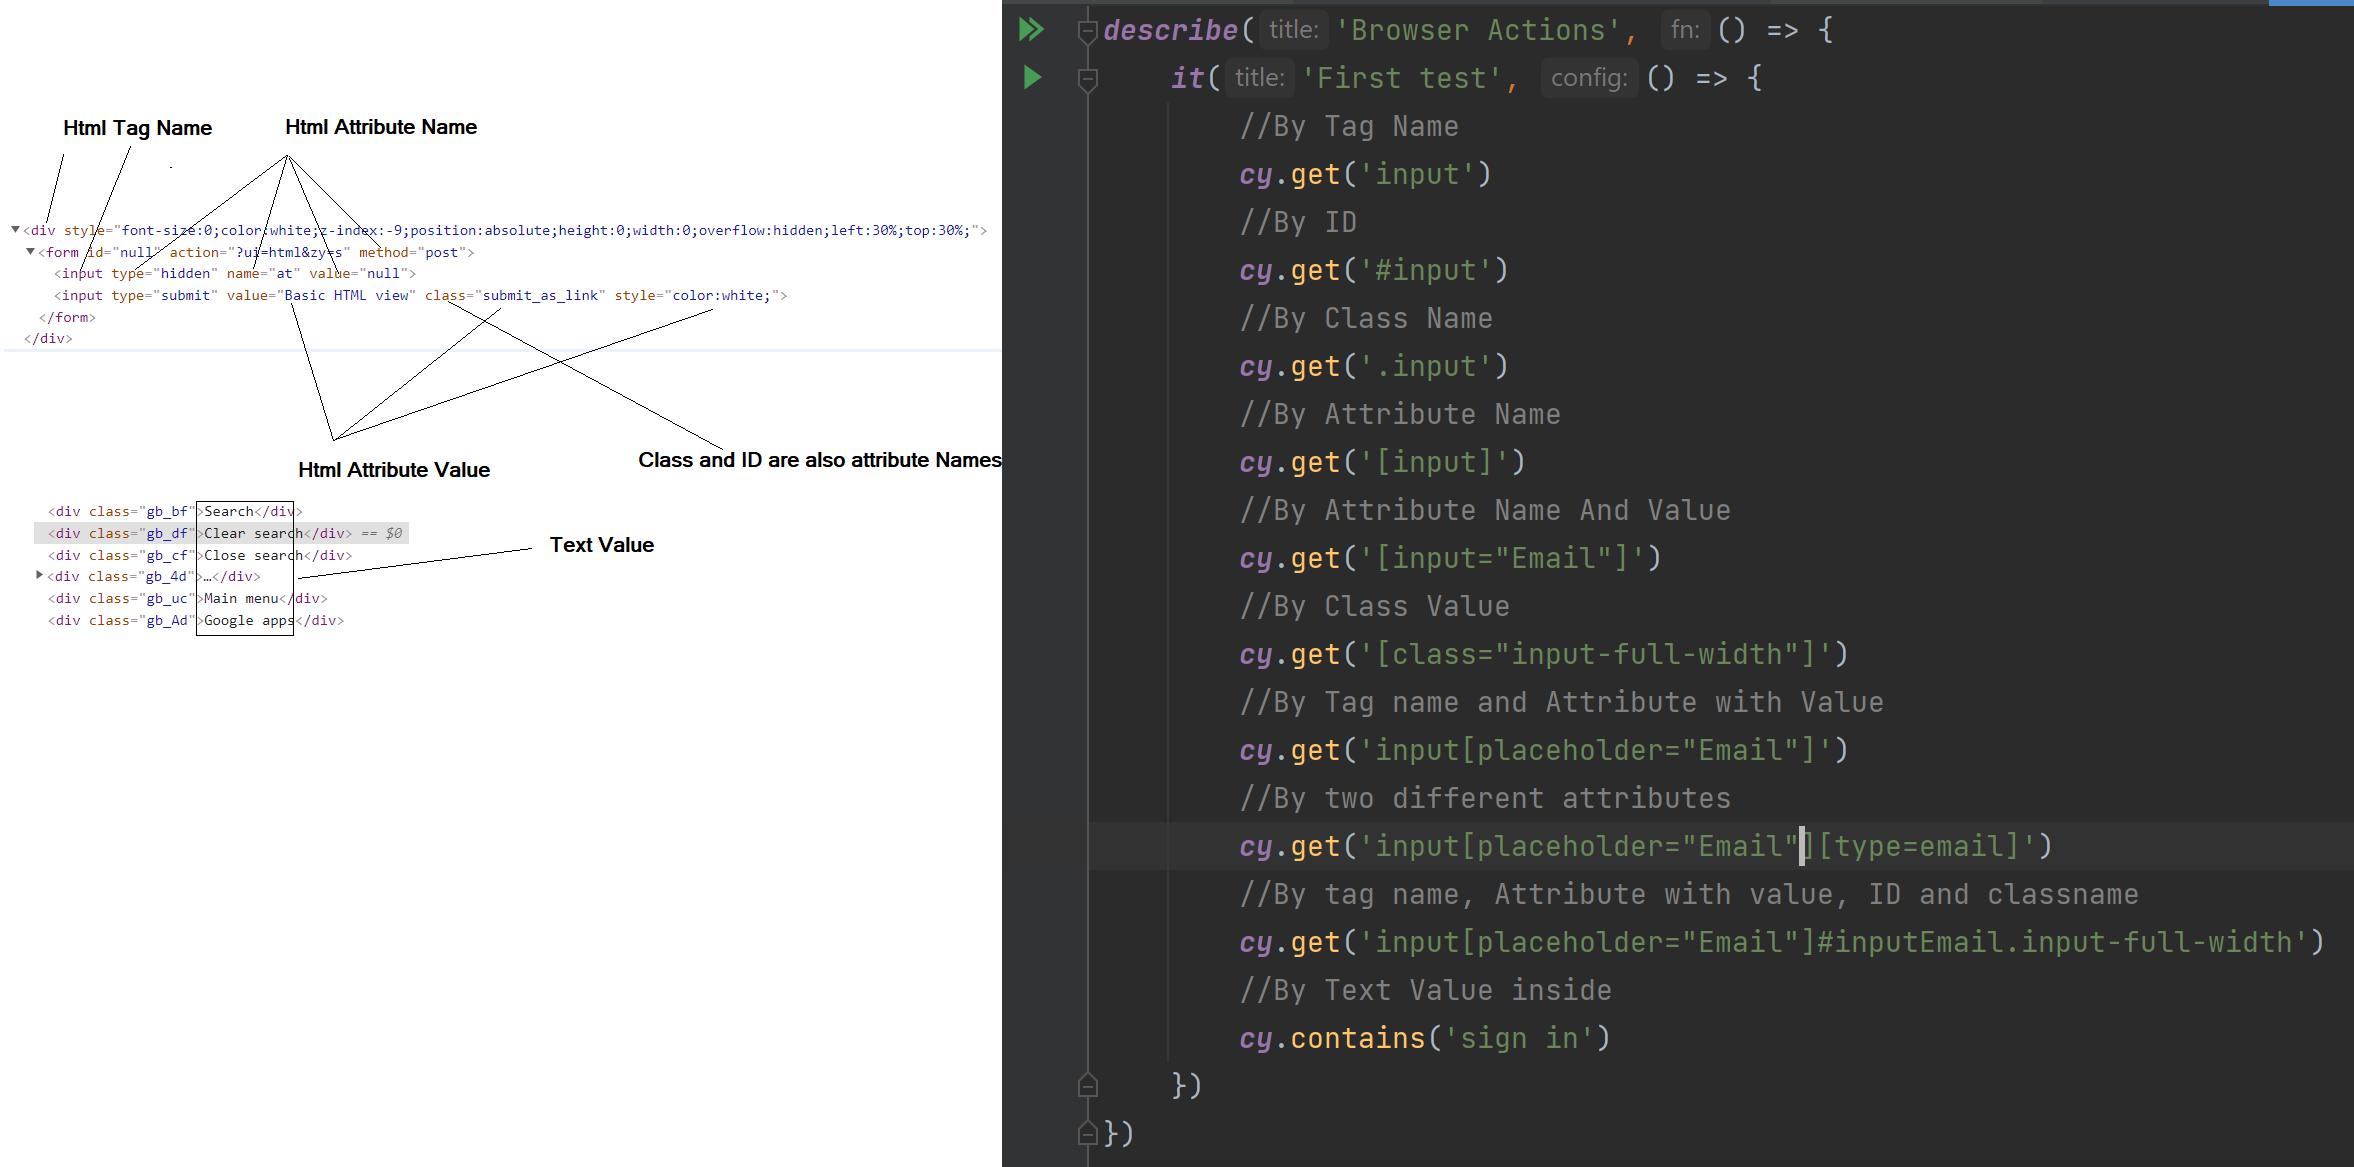 Html Tag Name
Html Attribute Name
<div style="font-size:0;color:white;z-index:-9;position:absolute;height:0;width:0;overflow:hidden;left:30%;top:30%;">
<form id="null" action="?ui=html&zy=s" method="post">
<input type="hidden" name="at" value="null">
<input type="submit" value="Basic HTML view" class="submit_as_link" style="color:white;">
</form>
</div>
Html Attribute Value
Class and ID are also attribute Names
<div class="gb_bf">Search</div>
<div class="gb_df">Clear search</div> == $0
<div class="gb_cf">Close search</div>
<div class="gb_4d">…</div>
<div class="gb_uc">Main menu</div>
<div class="gb_Ad">Google apps</div>
Text Value
describe( title: 'Browser Actions', fn: () => {
it( title: 'First test', config: () => {
//By Tag Name
cy.get('input')
//By ID
cy.get('#input')
//By Class Name
cy.get('.input')
//By Attribute Name
cy.get('[input]')
//By Attribute Name And Value
cy.get('[input="Email"]')
//By Class Value
cy.get('[class="input-full-width"]')
//By Tag name and Attribute with Value
cy.get('input[placeholder="Email"]')
//By two different attributes
cy.get('input[placeholder="Email"][type=email]')
//By tag name, Attribute with value, ID and classname
cy.get('input[placeholder="Email"]#inputEmail.input-full-width')
//By Text Value inside
cy.contains('sign in')
})
})